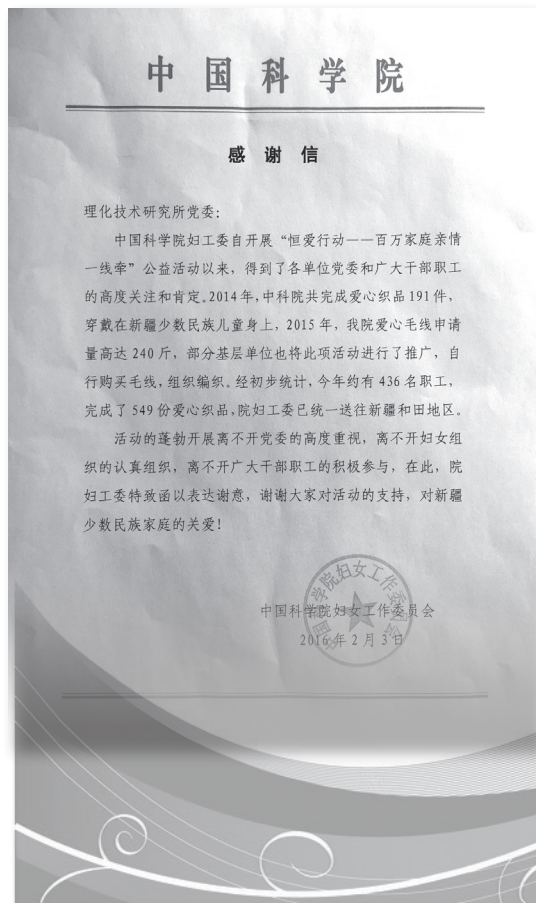 中国科学院
感谢信
理化技术研究所党委：
中国科学院妇工委自开展“恒爱行动——百万家庭亲情
一线牵”公益活动以来，得到了各单位党委和广大干部职工
的高度关注和肯定。2014年，中科院共完成爱心织品191件，
穿戴在新疆少数民族儿童身上，2015年，我院爱心毛线申请
量高达240斤，部分基层单位也将此项活动进行了推广，自
行购买毛线，组织编织。经初步统计，今年约有436名职工，
完成了549份爱心织品，院妇工委已统一送往新疆和田地区。
活动的蓬勃开展离不开党委的高度重视，离不开妇女组
织的认真组织，离不开广大干部职工的积极参与，在此，院
妇工委特致函以表达谢意，谢谢大家对活动的支持，对新疆
少数民族家庭的关爱！
中国科学院妇女工作委员会
中国科学院妇女工作委员会
2016年2月3日